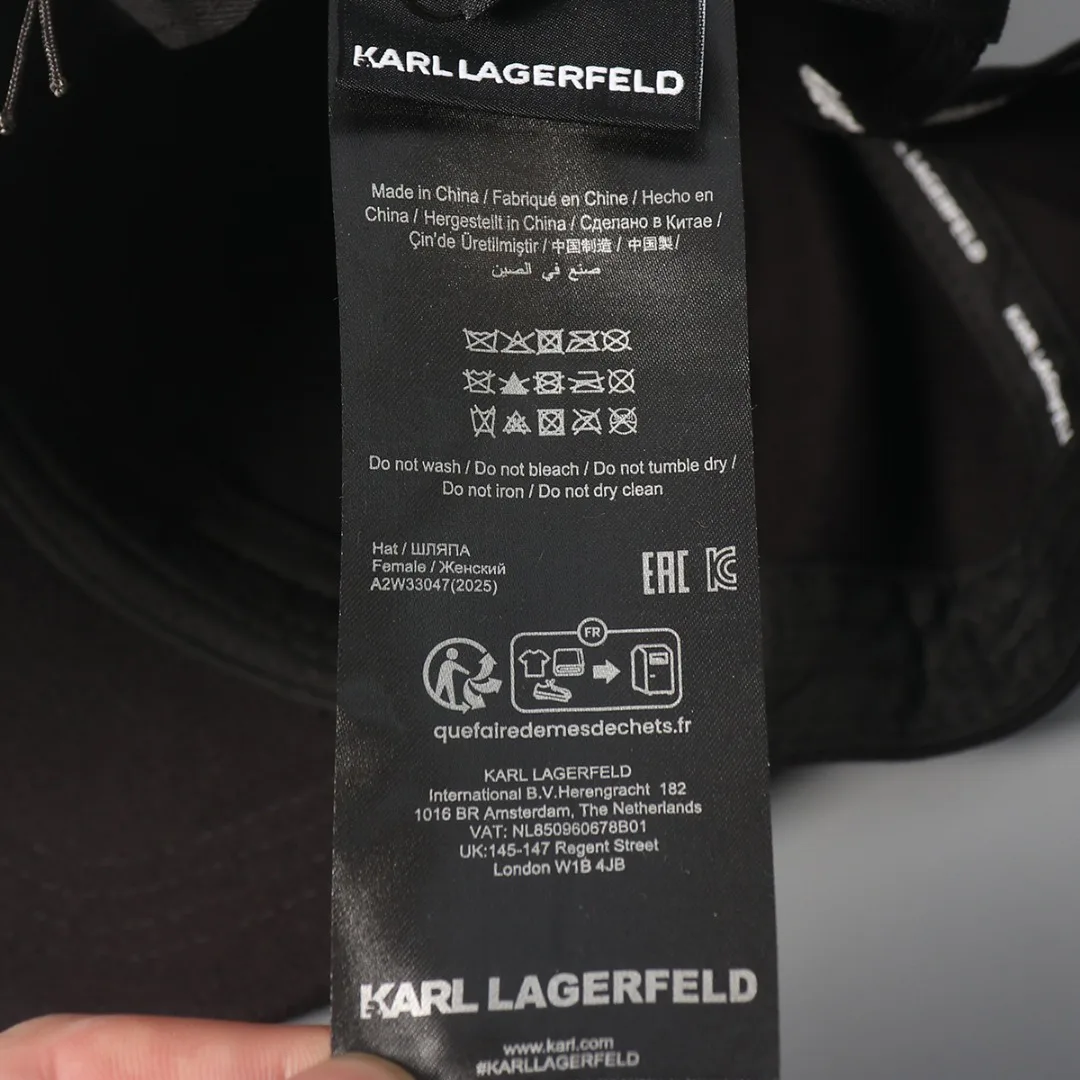 KARL LAGERFELD
Made in China / Fabriqué en Chine / Hecho en
China / Hergestellt in China / Сделано в Китае /
Çin'de Üretilmiştir / 中国制造 / 中国製 /
صنع في الصين
Do not wash / Do not bleach / Do not tumble dry /
Do not iron / Do not dry clean
Hat / ШЛЯПА
Female / Женский
A2W33047(2025)
EAC KC
FR
quefairedemesdechets.fr
KARL LAGERFELD
International B.V.Herengracht 182
1016 BR Amsterdam, The Netherlands
VAT: NL850960678B01
UK:145-147 Regent Street
London W1B 4JB
KARL LAGERFELD
www.karl.com
#KARLLAGERFELD
LAGERFELD
KARL LAGERFELD